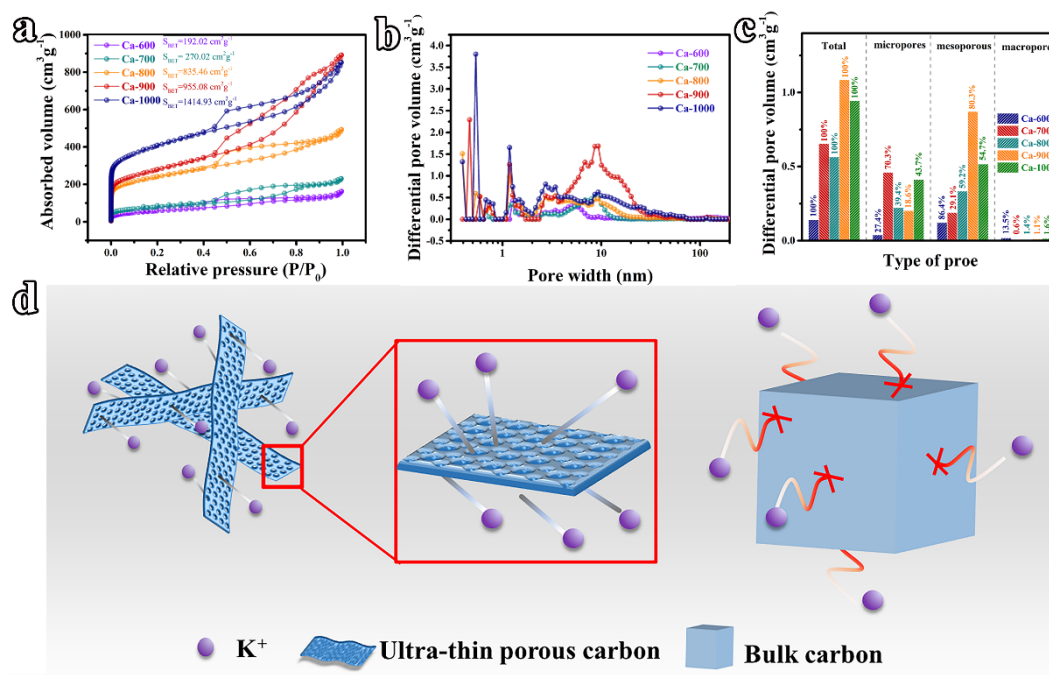 a
Absorbed volume (cm³g⁻¹)
1000
800
600
400
200
0
Ca-600 S_BET=192.02 cm²g⁻¹
Ca-700 S_BET= 270.02 cm²g⁻¹
Ca-800 S_BET=835.46 cm²g⁻¹
Ca-900 S_BET=955.08 cm²g⁻¹
Ca-1000 S_BET=1414.93 cm²g⁻¹
0.0 0.2 0.4 0.6 0.8 1.0
Relative pressure (P/P₀)
b
Differential pore volume (cm³g⁻¹)
4.0
3.5
3.0
2.5
2.0
1.5
1.0
0.5
0.0
-0.5
Ca-600
Ca-700
Ca-800
Ca-900
Ca-1000
1 10 100
Pore width (nm)
c
Differential pore volume (cm³g⁻¹)
1.0
0.5
0.0
Total micropores mesoporous macropore
100% 100% 100% 100% 100%
27.4% 70.3% 39.4% 18.6% 43.7%
86.4% 29.1% 59.2% 80.3% 54.7%
13.5% 0.6% 1.4% 1.1% 1.6%
Ca-600
Ca-700
Ca-800
Ca-900
Ca-100
Type of proe
d
K⁺ Ultra-thin porous carbon Bulk carbon